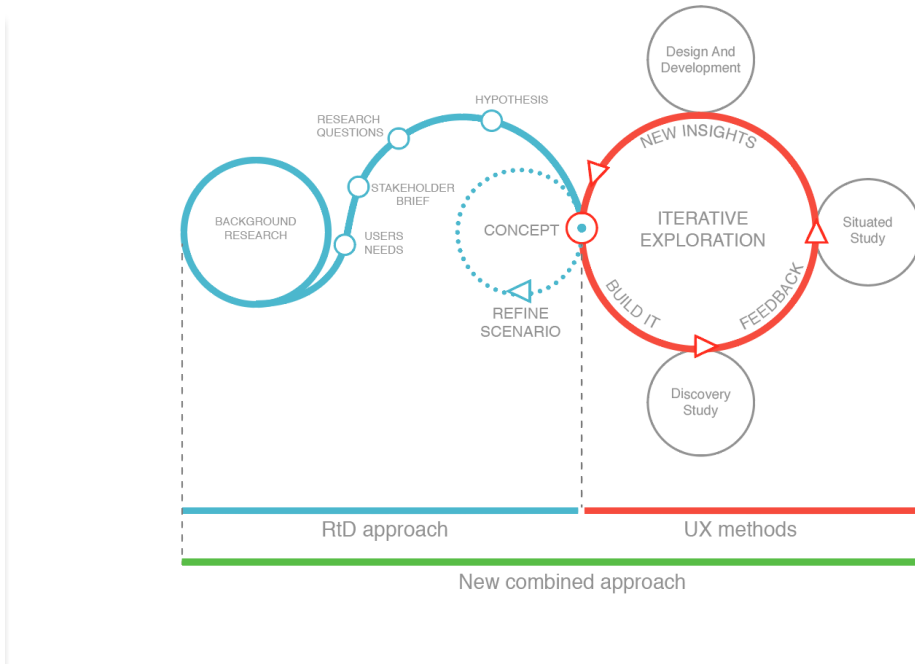 Design And
Development
HYPOTHESIS
RESEARCH
QUESTIONS
NEW INSIGHTS
STAKEHOLDER
BRIEF
BACKGROUND
RESEARCH
USERS
NEEDS
CONCEPT
ITERATIVE
EXPLORATION
Situated
Study
REFINE
SCENARIO
BUILD IT
FEEDBACK
Discovery
Study
RtD approach
UX methods
New combined approach